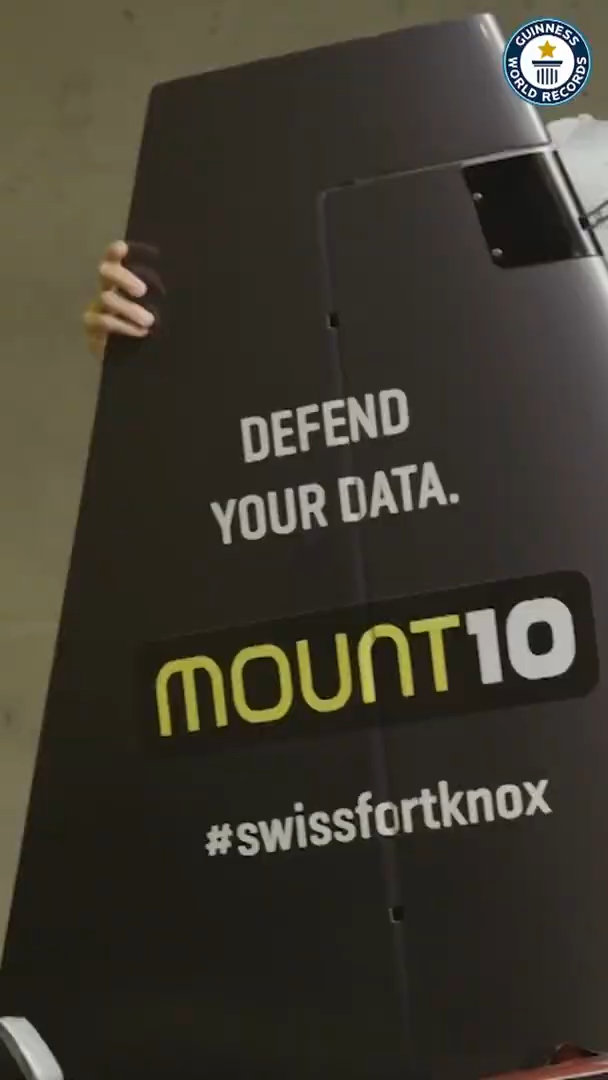 GUINNESS
WORLD RECORDS
DEFEND
YOUR DATA.
MOUNT10
#swissfortknox